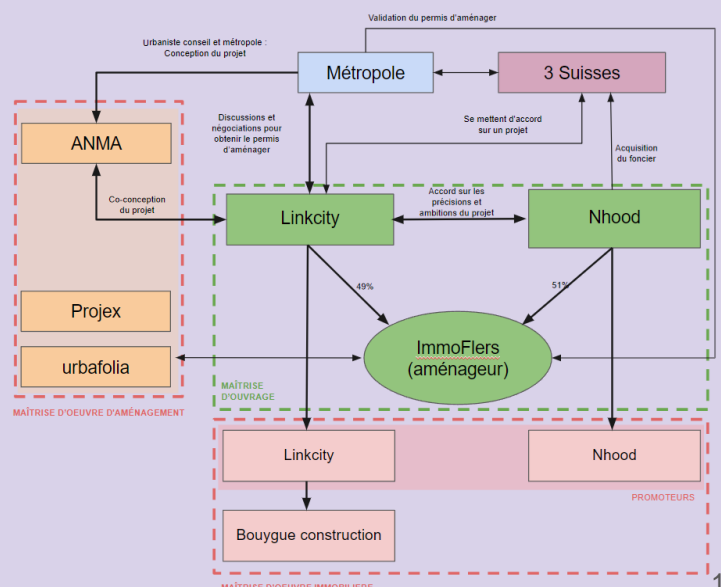 Validation du permis d'aménager
Urbaniste conseil et métropole :
Conception du projet
Métropole
3 Suisses
ANMA
Discussions et
négociations pour
obtenir le permis
d'aménager
Se mettent d'accord
sur un projet
Acquisition
du foncier
Co-conception
du projet
Linkcity
Accord sur les
précisions et
ambitions du projet
Nhood
49%
51%
Projex
urbafolia
ImmoFlers
(aménageur)
MAÎTRISE
D'OUVRAGE
MAÎTRISE D'OEUVRE D'AMÉNAGEMENT
Linkcity
Nhood
PROMOTEURS
Bouygue construction
MAÎTRISE D'OEUVRE IMMOBILIERE